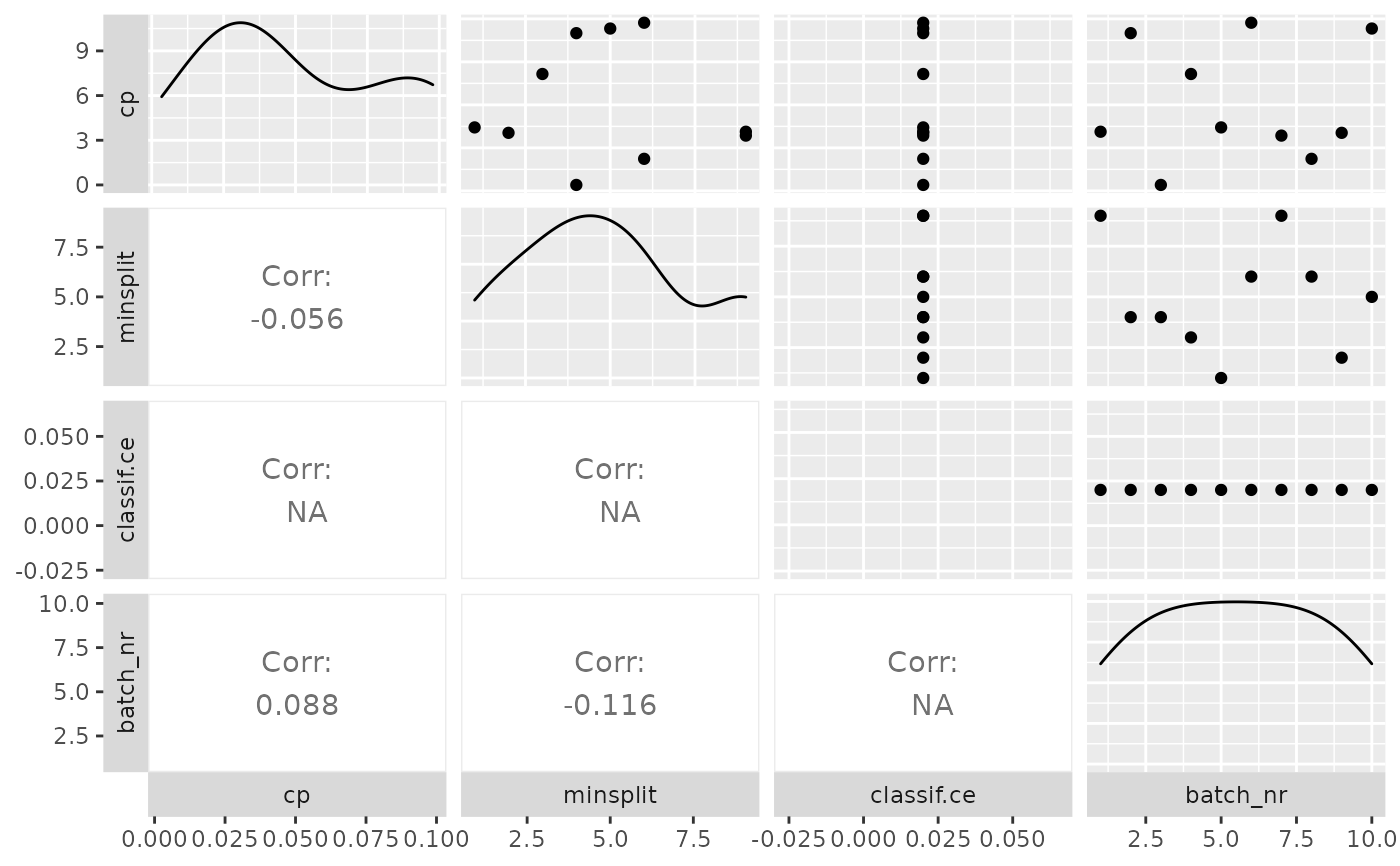 9
6
3
0
cp
7.5
5.0
2.5
minsplit
Corr:
-0.056
0.050
0.025
0.000
-0.025
classif.ce
Corr:
NA
Corr:
NA
10.0
7.5
5.0
2.5
batch_nr
Corr:
0.088
Corr:
-0.116
Corr:
NA
cp minsplit classif.ce batch_nr
0.000 0.025 0.050 0.075 0.100 2.5 5.0 7.5 -0.025 0.000 0.025 0.050 2.5 5.0 7.5 10.0